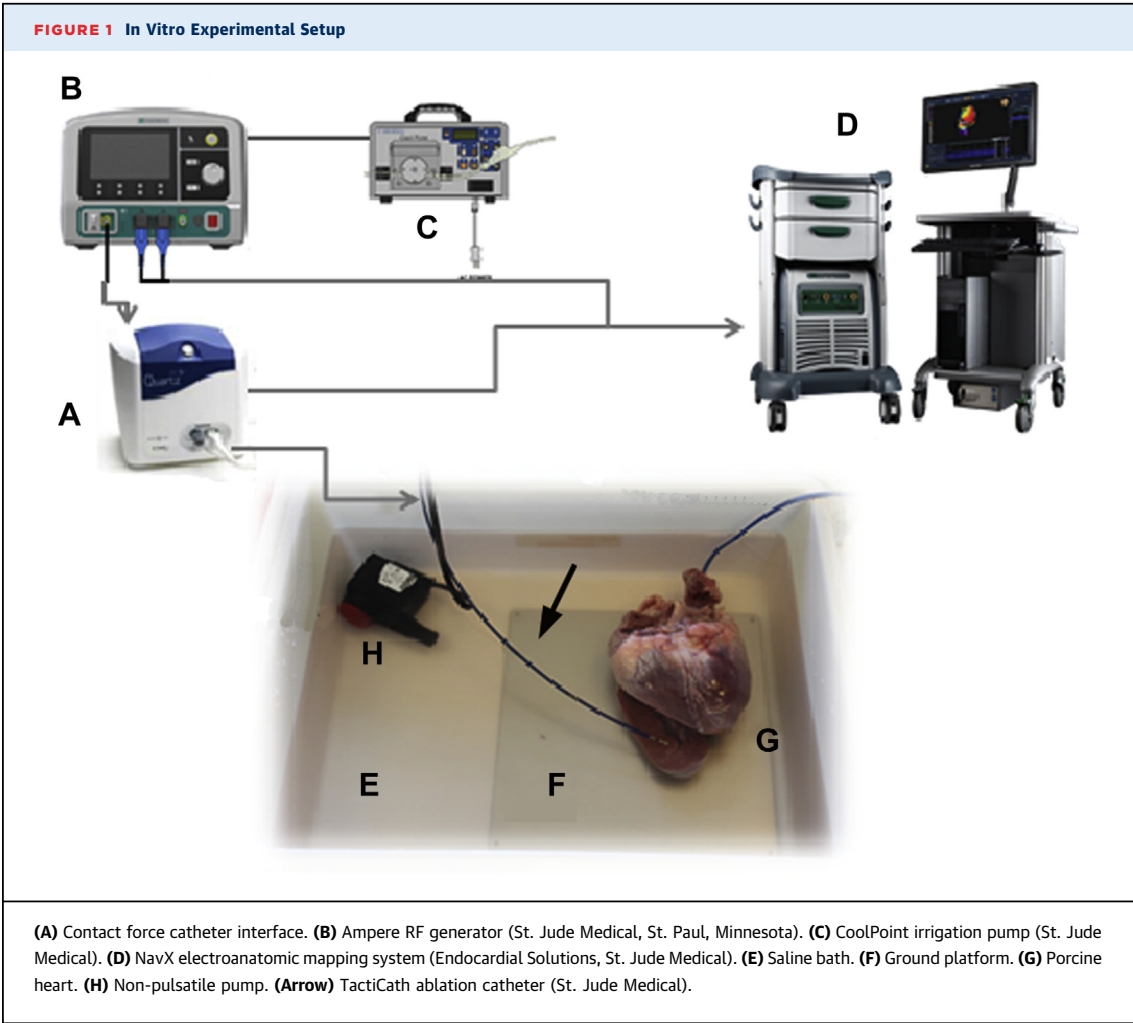 FIGURE 1 In Vitro Experimental Setup
B
D
C
Quartz
A
H
G
E
F
(A) Contact force catheter interface. (B) Ampere RF generator (St. Jude Medical, St. Paul, Minnesota). (C) CoolPoint irrigation pump (St. Jude
Medical). (D) NavX electroanatomic mapping system (Endocardial Solutions, St. Jude Medical). (E) Saline bath. (F) Ground platform. (G) Porcine
heart. (H) Non-pulsatile pump. (Arrow) TactiCath ablation catheter (St. Jude Medical).